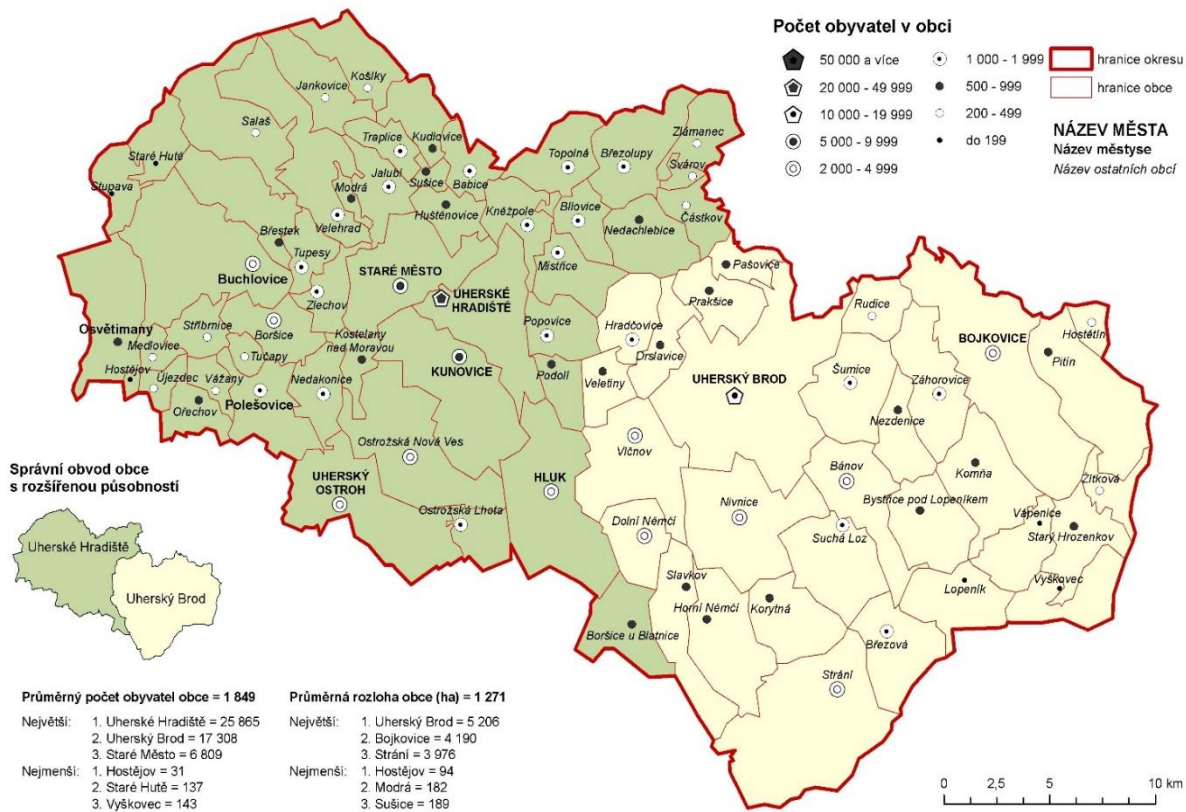 Počet obyvatel v obci
50 000 a více
20 000 - 49 999
10 000 - 19 999
5 000 - 9 999
2 000 - 4 999
1 000 - 1 999
500 - 999
200 - 499
do 199
hranice okresu
hranice obce
NÁZEV MĚSTA
Název městyse
Název ostatních obcí
Košíky
Jankovice
Salaš
Traplice
Kudlovice
Zlámanec
Staré Hutě
Topolná
Březolupy
Svárov
Jalubí
Sušice
Babice
Stupava
Modrá
Huštěnovice
Kněžpole
Bílovice
Částkov
Velehrad
Nedachlebice
Břestek
Tupesy
Mistřice
Buchlovice
STARÉ MĚSTO
Pašovice
Zlechov
UHERSKÉ
HRADIŠTĚ
Prakšice
Rudice
Osvětimany
Stříbrnice
Boršice
Kostelany
nad Moravou
Popovice
Hradčovice
Hostětín
Medlovice
Tučapy
Drslavice
BOJKOVICE
Pitín
Hostějov
Újezdec
Vážany
Nedakonice
KUNOVICE
Podolí
Veletiny
UHERSKÝ BROD
Šumice
Záhorovice
Ořechov
Polešovice
Nezdenice
Ostrožská Nová Ves
Vlčnov
Správní obvod obce
s rozšířenou působností
UHERSKÝ
OSTROH
HLUK
Bánov
Komňa
Žítková
Nivnice
Bystřice pod Lopeníkem
Ostrožská Lhota
Dolní Němčí
Vápenice
Suchá Loz
Starý Hrozenkov
Uherské Hradiště
Uherský Brod
Slavkov
Lopeník
Vyškovec
Horní Němčí
Korytná
Boršice u Blatnice
Březová
Strání
Průměrný počet obyvatel obce = 1 849
Největší: 1. Uherské Hradiště = 25 865
2. Uherský Brod = 17 308
3. Staré Město = 6 809
Nejmenší: 1. Hostějov = 31
2. Staré Hutě = 137
3. Vyškovec = 143
Průměrná rozloha obce (ha) = 1 271
Největší: 1. Uherský Brod = 5 206
2. Bojkovice = 4 190
3. Strání = 3 976
Nejmenší: 1. Hostějov = 94
2. Modrá = 182
3. Sušice = 189
0 2,5 5 10 km